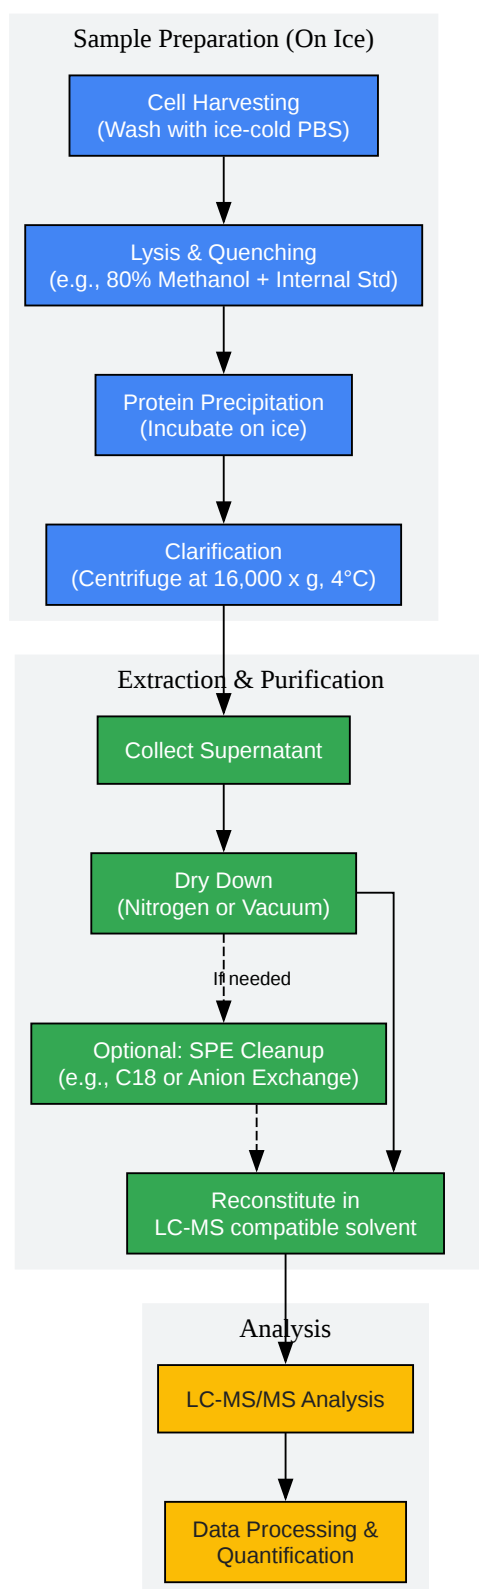 Sample Preparation (On Ice)
Cell Harvesting
(Wash with ice-cold PBS)
Lysis & Quenching
(e.g., 80% Methanol + Internal Std)
Protein Precipitation
(Incubate on ice)
Clarification
(Centrifuge at 16,000 x g, 4°C)
Extraction & Purification
Collect Supernatant
Dry Down
(Nitrogen or Vacuum)
If needed
Optional: SPE Cleanup
(e.g., C18 or Anion Exchange)
Reconstitute in
LC-MS compatible solvent
Analysis
LC-MS/MS Analysis
Data Processing &
Quantification